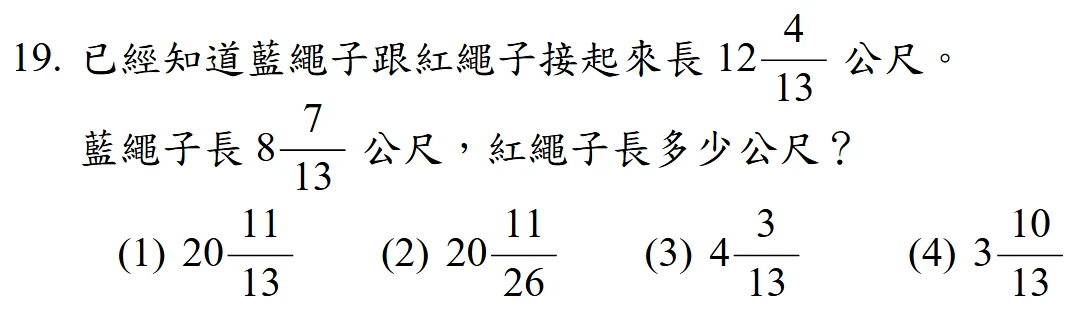 19. 已經知道藍繩子跟紅繩子接起來長 12 4/13 公尺。
藍繩子長 8 7/13 公尺，紅繩子長多少公尺？
(1) 20 11/13 (2) 20 11/26 (3) 4 3/13 (4) 3 10/13